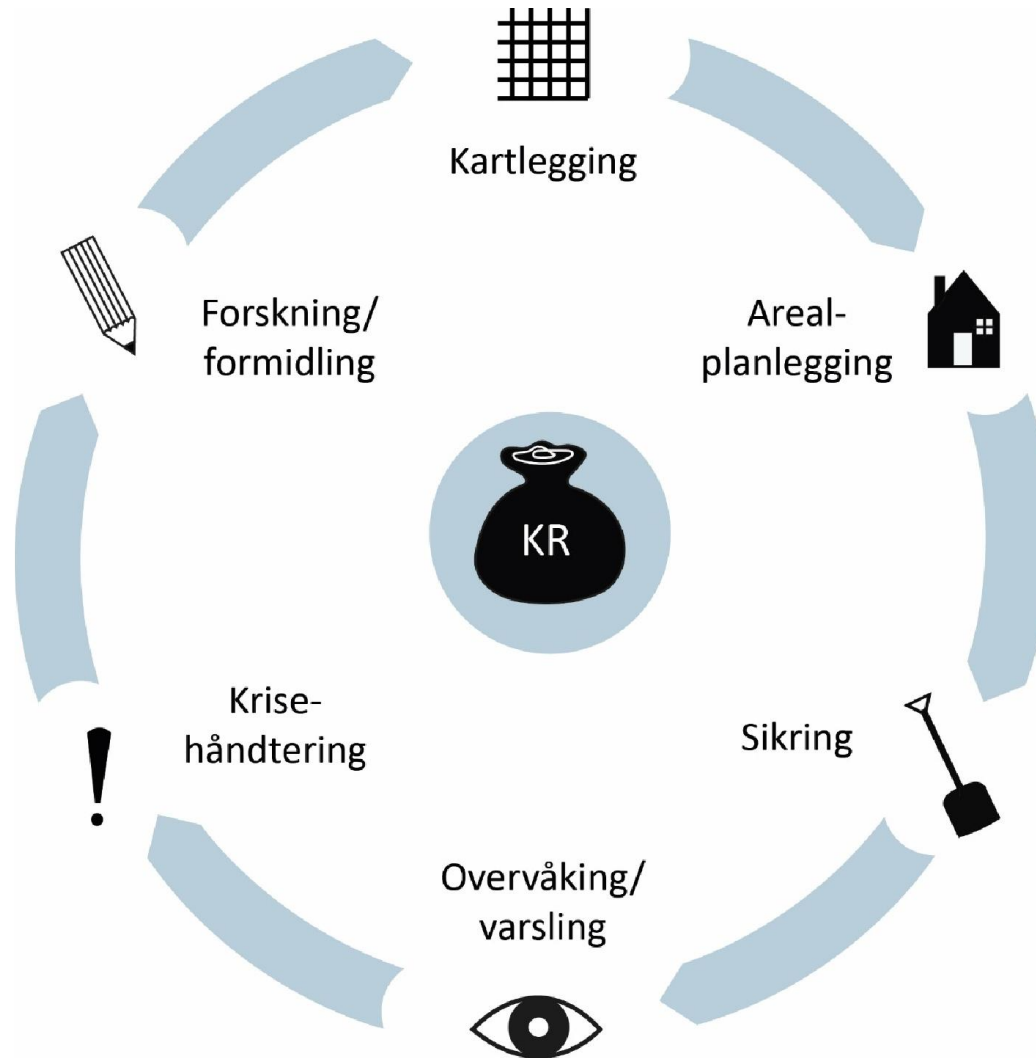 Kartlegging
Areal-
planlegging
Sikring
Overvåking/
varsling
Krise-
håndtering
Forskning/
formidling
KR